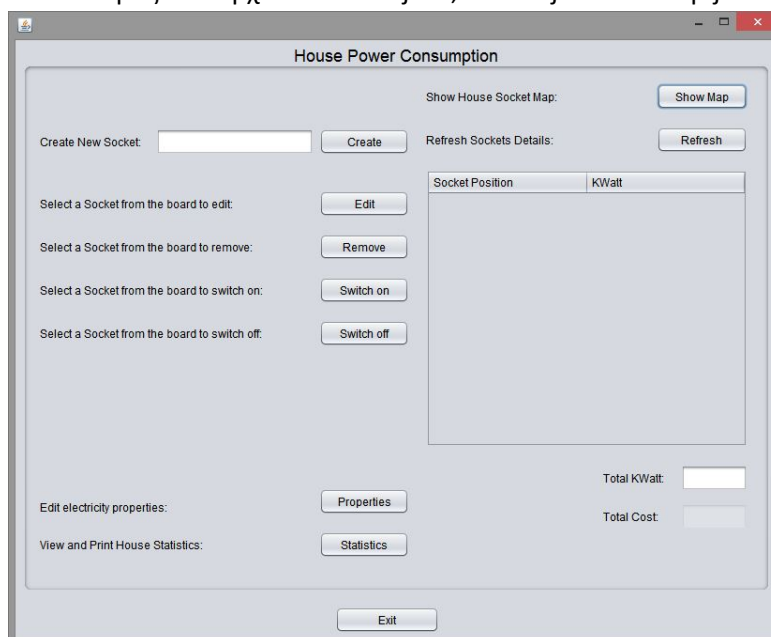 House Power Consumption
Show House Socket Map: Show Map
Create New Socket: Create
Refresh Sockets Details: Refresh
Socket Position KWatt
Select a Socket from the board to edit: Edit
Select a Socket from the board to remove: Remove
Select a Socket from the board to switch on: Switch on
Select a Socket from the board to switch off: Switch off
Total KWatt:
Edit electricity properties: Properties
Total Cost:
View and Print House Statistics: Statistics
Exit